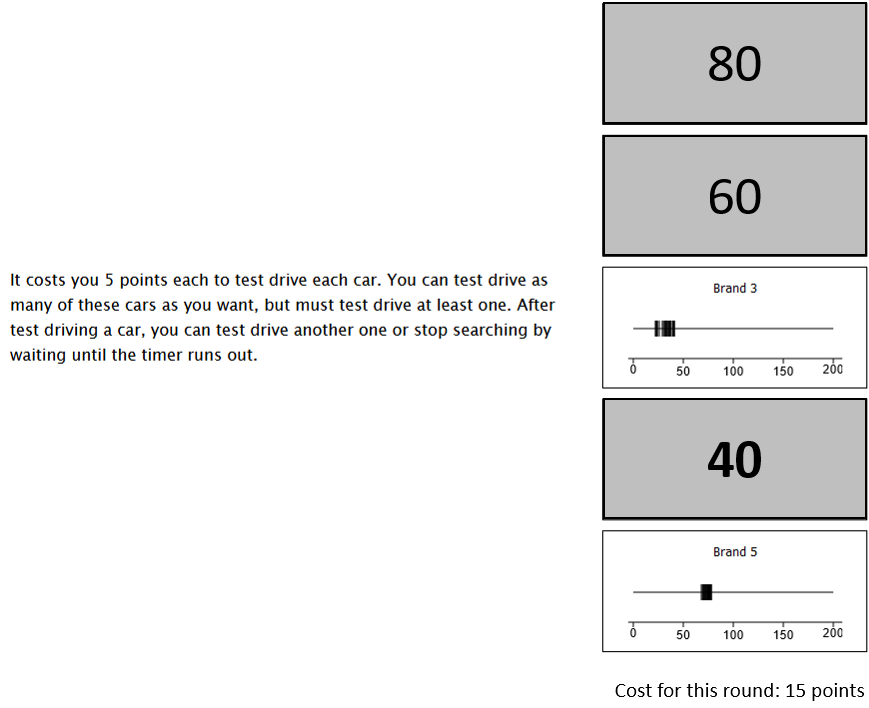 80
60
It costs you 5 points each to test drive each car. You can test drive as
many of these cars as you want, but must test drive at least one. After
test driving a car, you can test drive another one or stop searching by
waiting until the timer runs out.
Brand 3
0 50 100 150 200
40
Brand 5
0 50 100 150 200
Cost for this round: 15 points